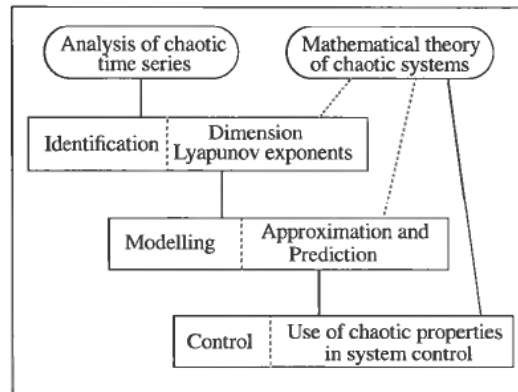 Analysis of chaotic
time series
Mathematical theory
of chaotic systems
Identification
Dimension
Lyapunov exponents
Modelling
Approximation and
Prediction
Control
Use of chaotic properties
in system control